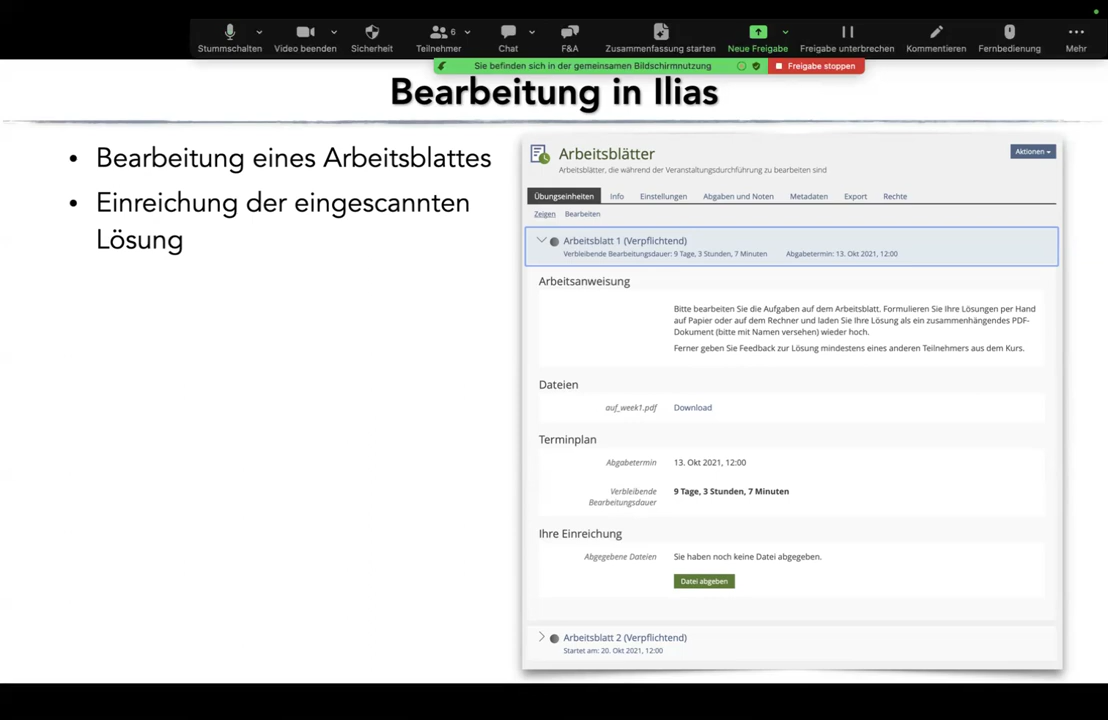 Stummschalten
Video beenden
Sicherheit
6
Teilnehmer
Chat
F&A
Zusammenfassung starten
Neue Freigabe
Freigabe unterbrechen
Kommentieren
Fernbedienung
Mehr
Sie befinden sich in der gemeinsamen Bildschirmnutzung
Freigabe stoppen
Bearbeitung in Ilias
• Bearbeitung eines Arbeitsblattes
• Einreichung der eingescannten
Lösung
Arbeitsblätter
Aktionen
Arbeitsblätter, die während der Veranstaltungsdurchführung zu bearbeiten sind
Übungseinheiten Info Einstellungen Abgaben und Noten Metadaten Export Rechte
Zeigen Bearbeiten
Arbeitsblatt 1 (Verpflichtend)
Verbleibende Bearbeitungsdauer: 9 Tage, 3 Stunden, 7 Minuten Abgabetermin: 13. Okt 2021, 12:00
Arbeitsanweisung
Bitte bearbeiten Sie die Aufgaben auf dem Arbeitsblatt. Formulieren Sie Ihre Lösungen per Hand
auf Papier oder auf dem Rechner und laden Sie Ihre Lösung als ein zusammenhängendes PDF-
Dokument (bitte mit Namen versehen) wieder hoch.
Ferner geben Sie Feedback zur Lösung mindestens eines anderen Teilnehmers aus dem Kurs.
Dateien
auf_week1.pdf Download
Terminplan
Abgabetermin 13. Okt 2021, 12:00
Verbleibende 9 Tage, 3 Stunden, 7 Minuten
Bearbeitungsdauer
Ihre Einreichung
Abgegebene Dateien Sie haben noch keine Datei abgegeben.
Datei abgeben
Arbeitsblatt 2 (Verpflichtend)
Startet am: 20. Okt 2021, 12:00